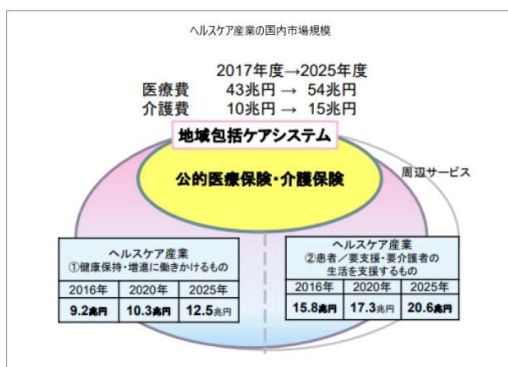 ヘルスケア産業の国内市場規模
2017年度→2025年度
医療費 43兆円 → 54兆円
介護費 10兆円 → 15兆円
地域包括ケアシステム
公的医療保険・介護保険
周辺サービス
ヘルスケア産業
①健康保持・増進に働きかけるもの
2016年 2020年 2025年
9.2兆円 10.3兆円 12.5兆円
ヘルスケア産業
②患者/要支援・要介護者の
生活を支援するもの
2016年 2020年 2025年
15.8兆円 17.3兆円 20.6兆円